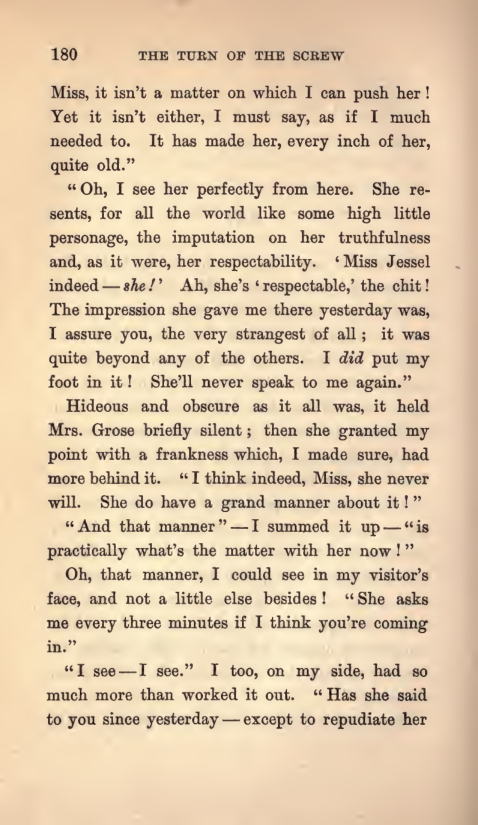 180 THE TURN OF THE SCREW
Miss, it isn't a matter on which I can push her!
Yet it isn't either, I must say, as if I much
needed to. It has made her, every inch of her,
quite old."
"Oh, I see her perfectly from here. She re-
sents, for all the world like some high little
personage, the imputation on her truthfulness
and, as it were, her respectability. 'Miss Jessel
indeed—she!' Ah, she's 'respectable,' the chit!
The impression she gave me there yesterday was,
I assure you, the very strangest of all; it was
quite beyond any of the others. I did put my
foot in it! She'll never speak to me again."
Hideous and obscure as it all was, it held
Mrs. Grose briefly silent; then she granted my
point with a frankness which, I made sure, had
more behind it. "I think indeed, Miss, she never
will. She do have a grand manner about it!"
"And that manner"—I summed it up—"is
practically what's the matter with her now!"
Oh, that manner, I could see in my visitor's
face, and not a little else besides! "She asks
me every three minutes if I think you're coming
in."
"I see—I see." I too, on my side, had so
much more than worked it out. "Has she said
to you since yesterday—except to repudiate her